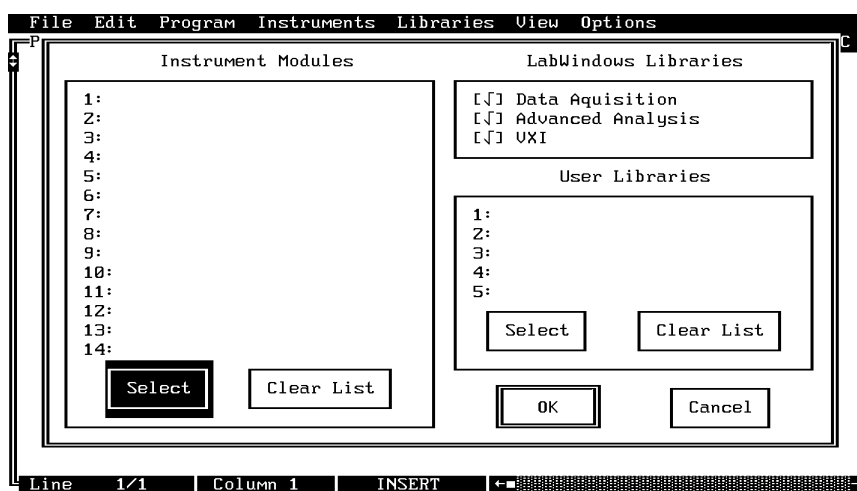 File Edit Program Instruments Libraries View Options
P C
Instrument Modules
1:
2:
3:
4:
5:
6:
7:
8:
9:
10:
11:
12:
13:
14:
Select Clear List
LabWindows Libraries
[√] Data Aquisition
[√] Advanced Analysis
[√] VXI
User Libraries
1:
2:
3:
4:
5:
Select Clear List
OK Cancel
Line 1/1 Column 1 INSERT